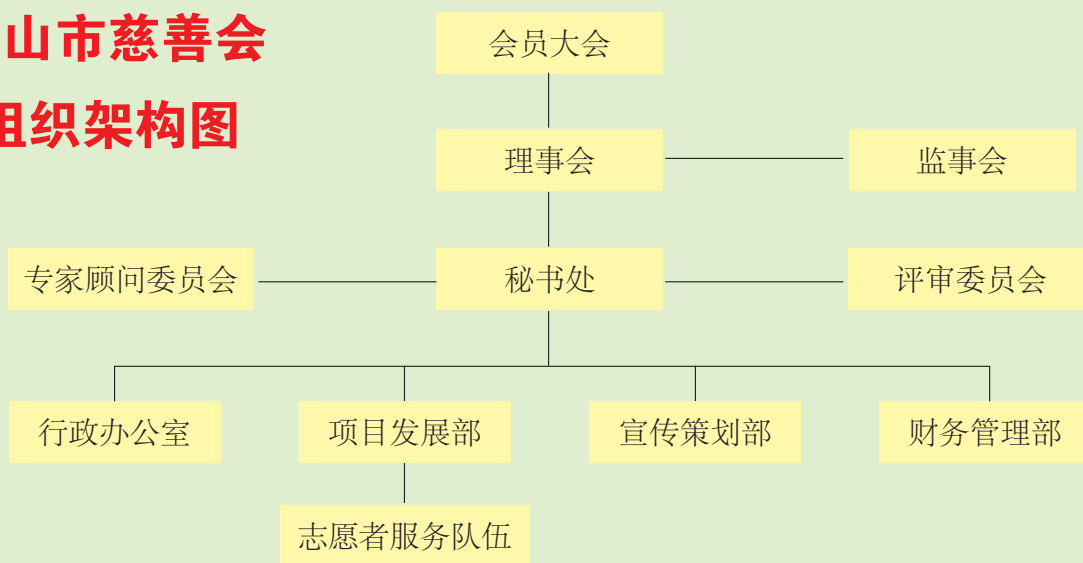 山市慈善会
组织架构图
会员大会
理事会
监事会
专家顾问委员会
秘书处
评审委员会
行政办公室
项目发展部
宣传策划部
财务管理部
志愿者服务队伍